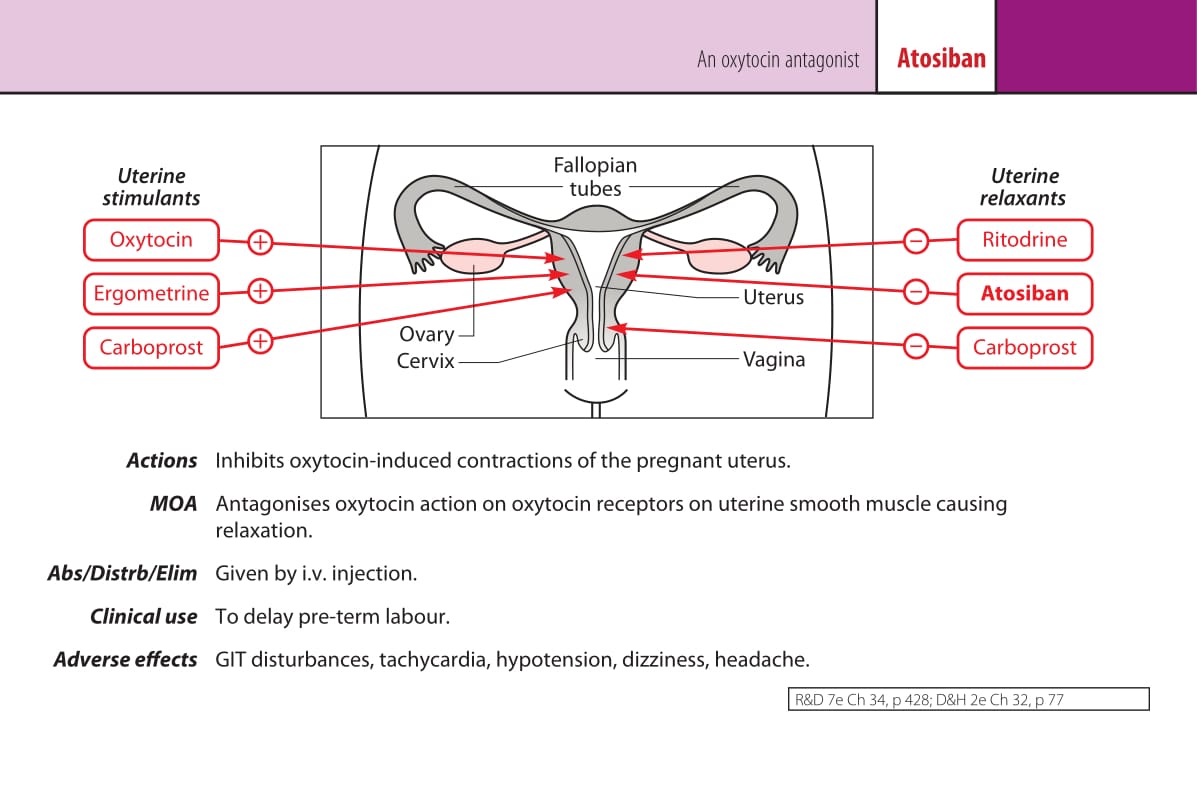 An oxytocin antagonist
Atosiban
Uterine
stimulants
Oxytocin
+
Ergometrine
+
Carboprost
+
Fallopian
tubes
Uterus
Ovary
Cervix
Vagina
Uterine
relaxants
−
Ritodrine
−
Atosiban
−
Carboprost
Actions Inhibits oxytocin-induced contractions of the pregnant uterus.
MOA Antagonises oxytocin action on oxytocin receptors on uterine smooth muscle causing
relaxation.
Abs/Distrb/Elim Given by i.v. injection.
Clinical use To delay pre-term labour.
Adverse effects GIT disturbances, tachycardia, hypotension, dizziness, headache.
R&D 7e Ch 34, p 428; D&H 2e Ch 32, p 77